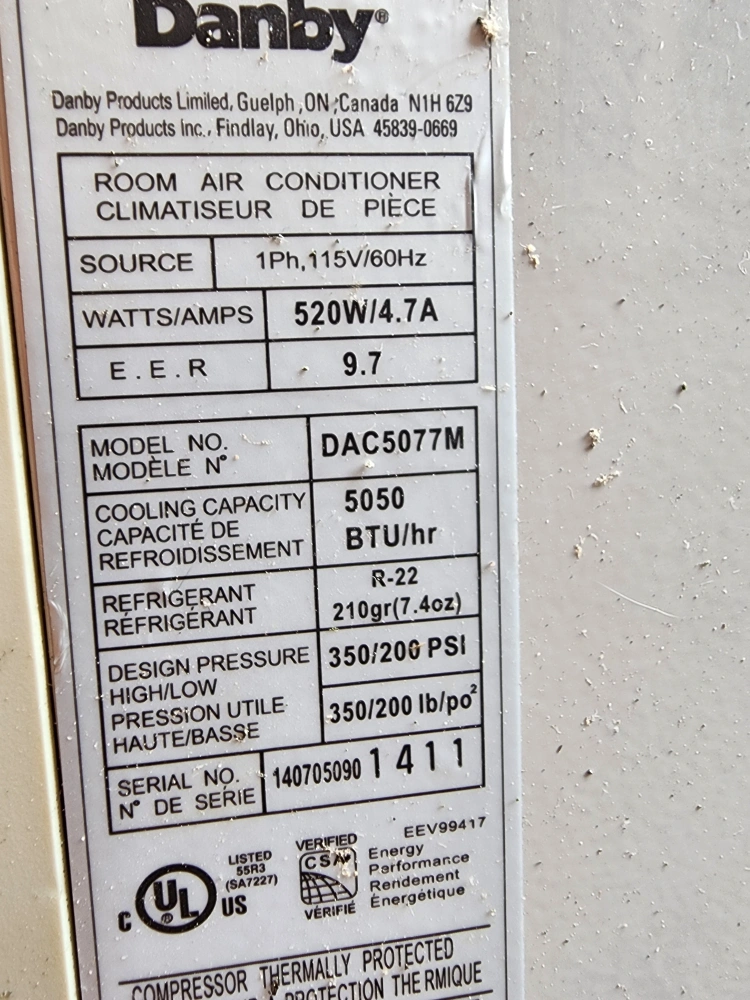 Danby®
Danby Products Limited, Guelph ,ON ,Canada N1H 6Z9
Danby Products Inc., Findlay, Ohio, USA 45839-0669
ROOM AIR CONDITIONER
CLIMATISEUR DE PIÈCE
SOURCE 1Ph,115V/60Hz
WATTS/AMPS 520W/4.7A
E.E.R 9.7
MODEL NO.
MODÈLE N° DAC5077M
COOLING CAPACITY
CAPACITÉ DE
REFROIDISSEMENT
5050
BTU/hr
REFRIGERANT
RÉFRIGÉRANT
R-22
210gr(7.4oz)
DESIGN PRESSURE
HIGH/LOW
350/200 PSI
PRESSION UTILE
HAUTE/BASSE
350/200 lb/po²
SERIAL NO.
N° DE SERIE
140705090 1411
C UL® US
LISTED
55R3
(SA7227)
VERIFIED
CSA
VÉRIFIÉ
EEV99417
Energy
Performance
Rendement
Énergétique
COMPRESSOR THERMALLY PROTECTED
PROTECTION THERMIQUE